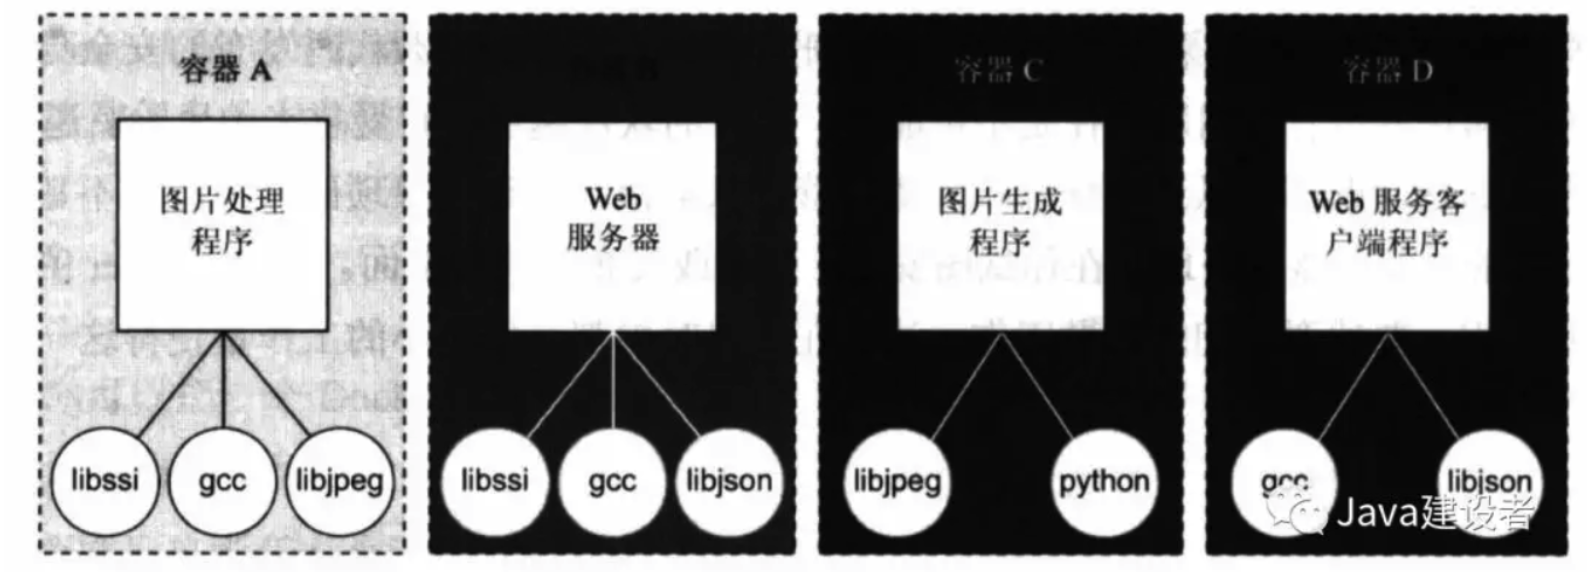 容器 A
图片处理
程序
libssi
gcc
libjpeg
Web
服务器
libssi
gcc
libjson
容器 C
图片生成
程序
libjpeg
python
容器 D
Web 服务客
户端程序
gcc
libjson
Java建设者